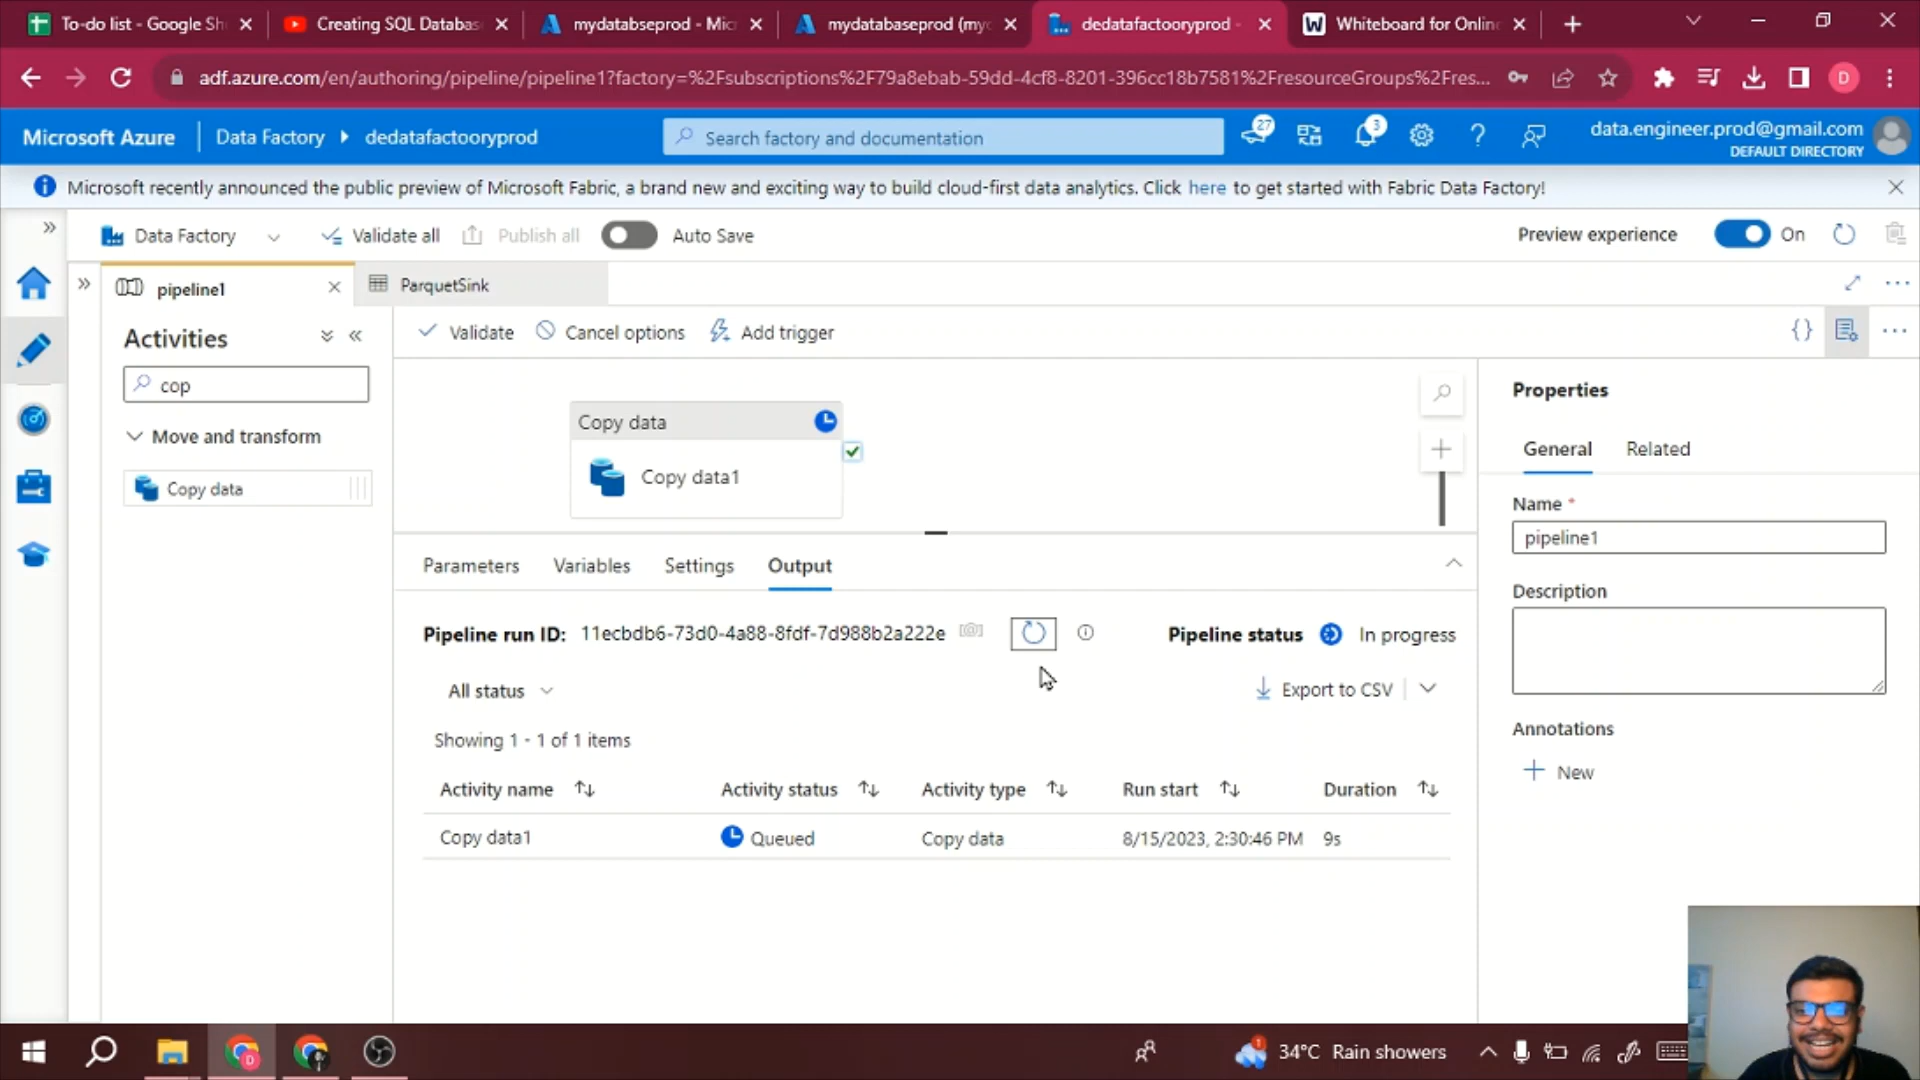 To-do list - Google Sh
Creating SQL Databas
mydatabseprod - Mic
mydatabaseprod (my
dedatafactooryprod -
Whiteboard for Onlin
adf.azure.com/en/authoring/pipeline/pipeline1?factory=%2Fsubscriptions%2F79a8ebab-59dd-4cf8-8201-396cc18b7581%2FresourceGroups%2Fres...
D
Microsoft Azure
Data Factory
dedatafactooryprod
Search factory and documentation
27
3
data.engineer.prod@gmail.com
DEFAULT DIRECTORY
Microsoft recently announced the public preview of Microsoft Fabric, a brand new and exciting way to build cloud-first data analytics. Click here to get started with Fabric Data Factory!
Data Factory
Validate all
Publish all
Auto Save
Preview experience
On
pipeline1
ParquetSink
Activities
cop
Move and transform
Copy data
Validate
Cancel options
Add trigger
Copy data
Copy data1
Parameters
Variables
Settings
Output
Pipeline run ID: 11ecbdb6-73d0-4a88-8fdf-7d988b2a222e
Pipeline status
In progress
All status
Export to CSV
Showing 1 - 1 of 1 items
Activity name
Activity status
Activity type
Run start
Duration
Copy data1
Queued
Copy data
8/15/2023, 2:30:46 PM
9s
Properties
General
Related
Name *
pipeline1
Description
Annotations
New
34°C Rain showers